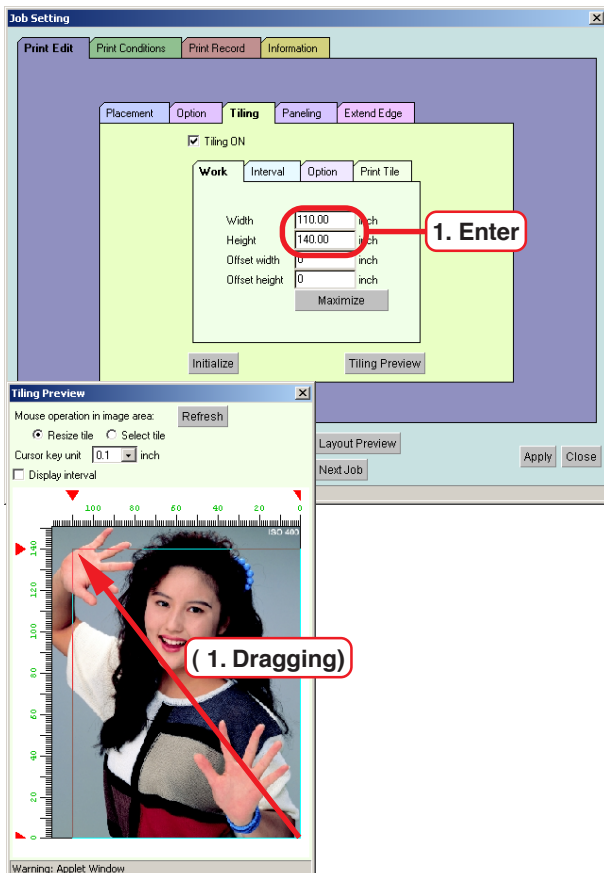 Job Setting
Print Edit Print Conditions Print Record Information
Placement Option Tiling Paneling Extend Edge
Tiling ON
Work Interval Option Print Tile
Width 110.00 inch
Height 140.00 inch
1. Enter
Offset width 0 inch
Offset height 0 inch
Maximize
Initialize Tiling Preview
Layout Preview
Next Job
Apply Close
Tiling Preview
Mouse operation in image area: Refresh
Resize tile Select tile
Cursor key unit 0.1 inch
Display interval
100 80 60 40 20 0
ISO 400
140
120
100
80
60
40
20
0
( 1. Dragging)
Warning: Applet Window